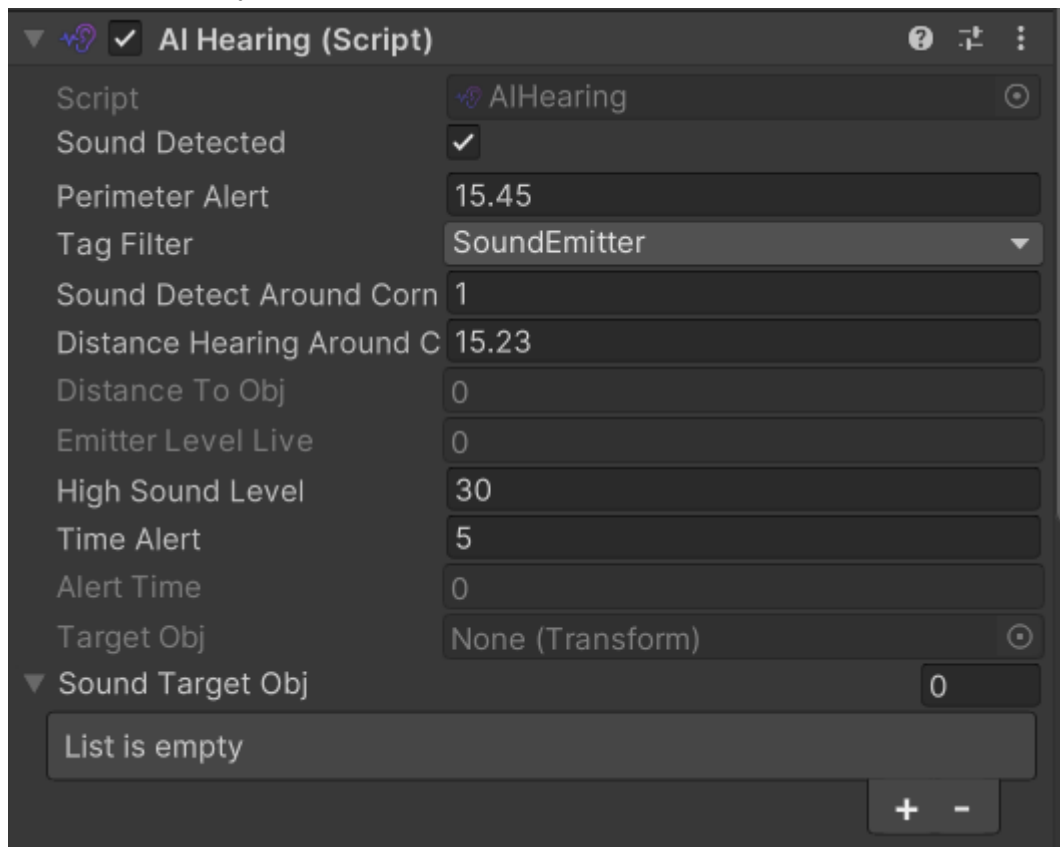 AI Hearing (Script)
Script AIHearing
Sound Detected
Perimeter Alert 15.45
Tag Filter SoundEmitter
Sound Detect Around Corn 1
Distance Hearing Around C 15.23
Distance To Obj 0
Emitter Level Live 0
High Sound Level 30
Time Alert 5
Alert Time 0
Target Obj None (Transform)
Sound Target Obj 0
List is empty
+ -